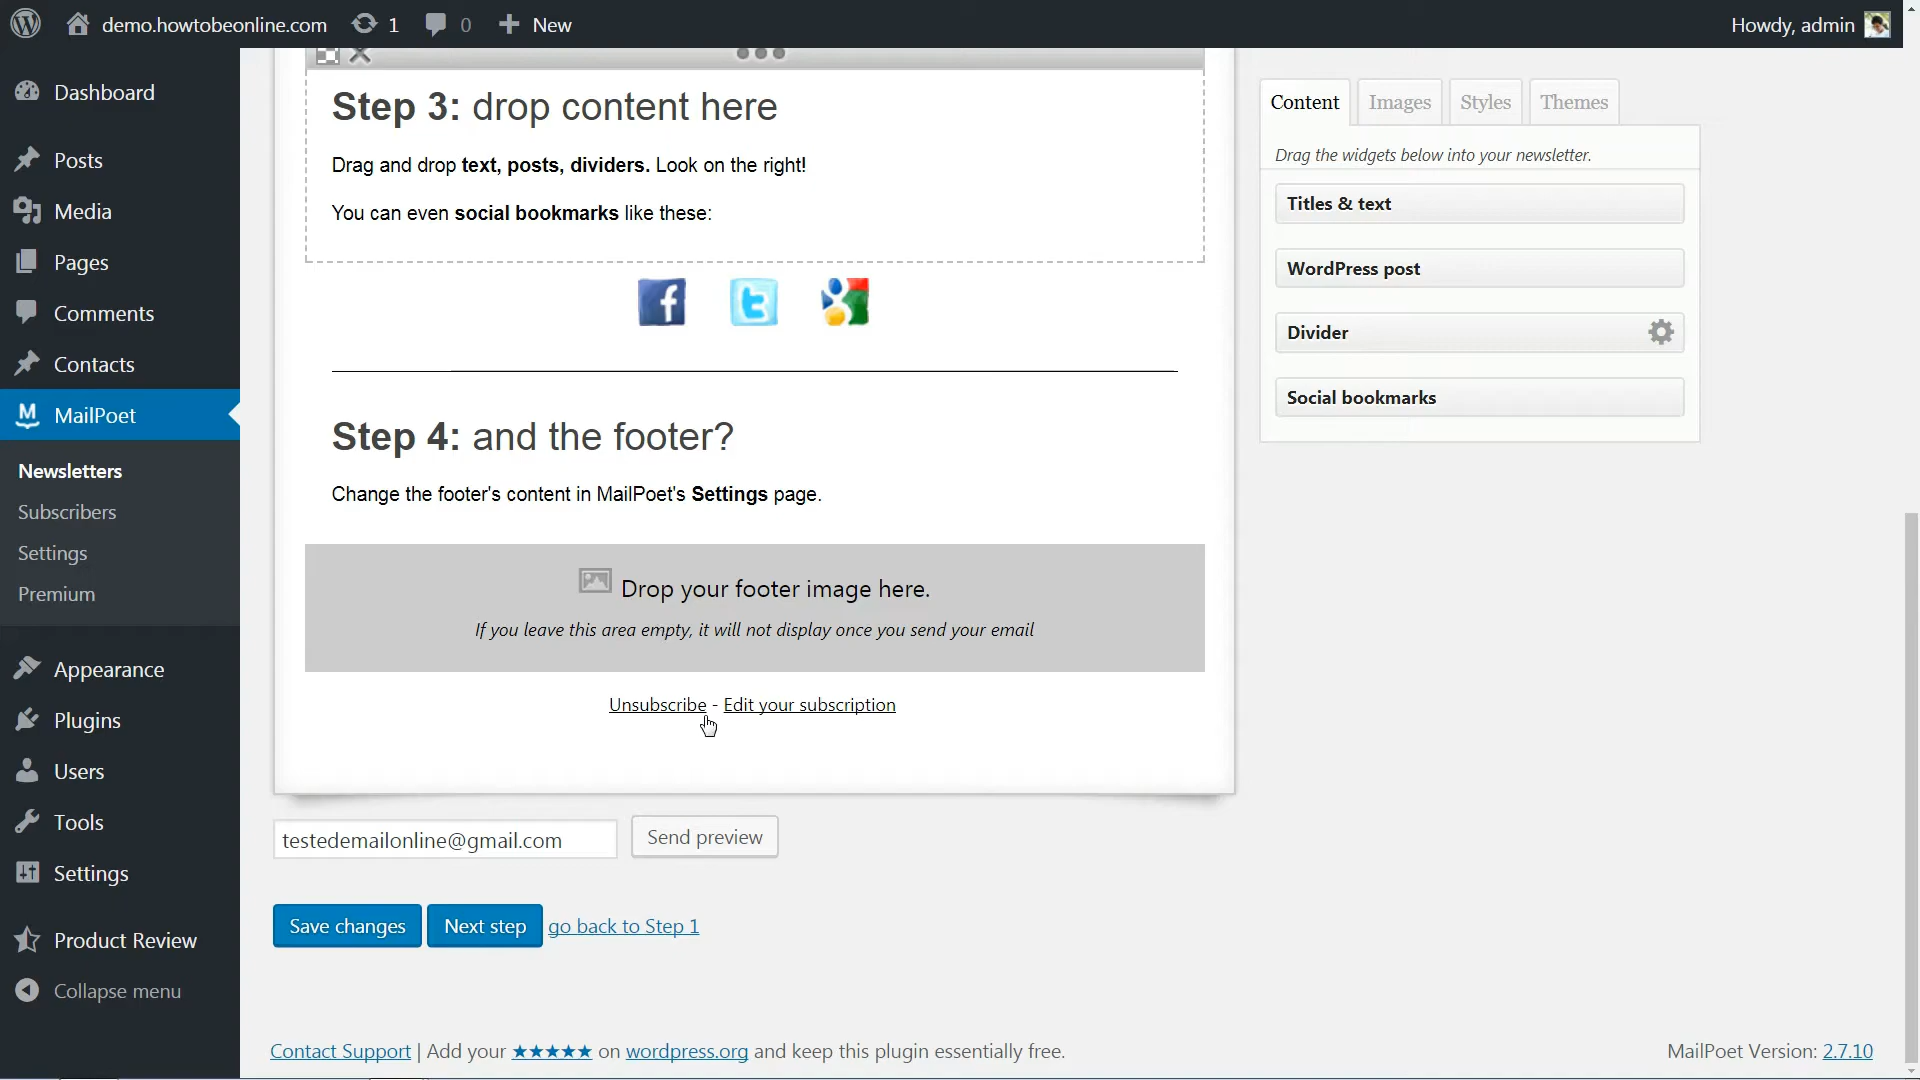 demo.howtobeonline.com 1 0 New Howdy, admin
Dashboard
Posts
Media
Pages
Comments
Contacts
MailPoet
Newsletters
Subscribers
Settings
Premium
Appearance
Plugins
Users
Tools
Settings
Product Review
Collapse menu
Step 3: drop content here
Drag and drop text, posts, dividers. Look on the right!
You can even social bookmarks like these:
Step 4: and the footer?
Change the footer's content in MailPoet's Settings page.
Drop your footer image here.
If you leave this area empty, it will not display once you send your email
Unsubscribe - Edit your subscription
testedemailonline@gmail.com Send preview
Save changes Next step go back to Step 1
Content Images Styles Themes
Drag the widgets below into your newsletter.
Titles & text
WordPress post
Divider
Social bookmarks
Contact Support | Add your ★★★★★ on wordpress.org and keep this plugin essentially free.
MailPoet Version: 2.7.10